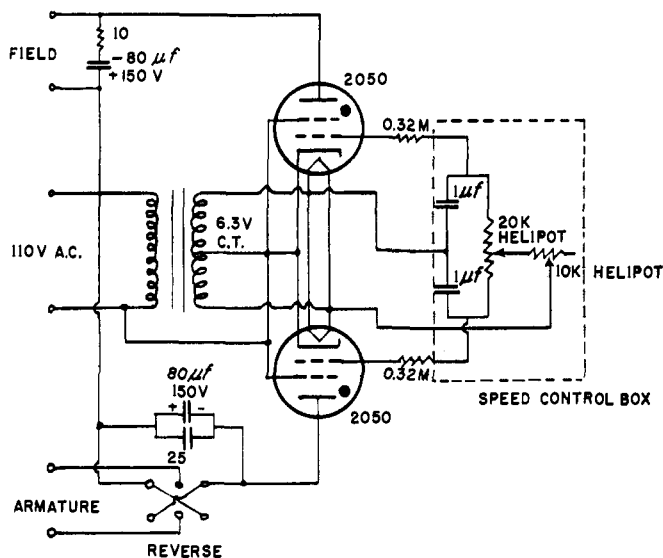 10
FIELD
-80 μf
+150 V
2050
0.32M
1μf
6.3V
C.T.
20K
HELIPOT
110V A.C.
10K HELIPOT
1μf
80μf
150V
+ -
0.32M
2050
SPEED CONTROL BOX
25
ARMATURE
REVERSE